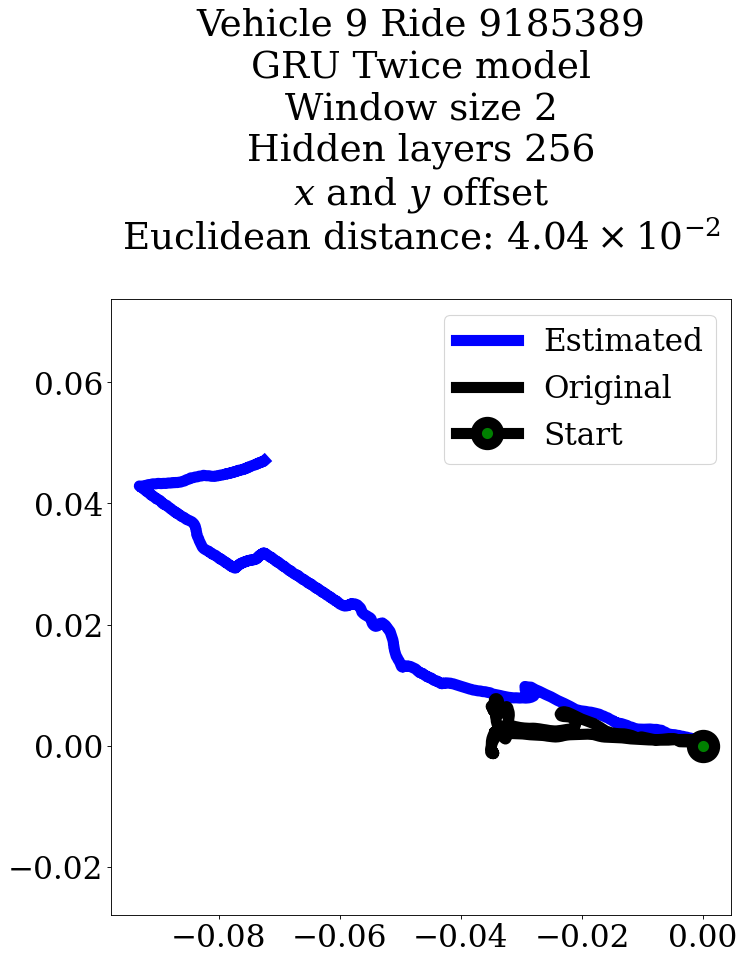 Vehicle 9 Ride 9185389
GRU Twice model
Window size 2
Hidden layers 256
x and y offset
Euclidean distance: 4.04 × 10⁻²
Estimated
Original
Start
0.06
0.04
0.02
0.00
−0.02
−0.08 −0.06 −0.04 −0.02 0.00